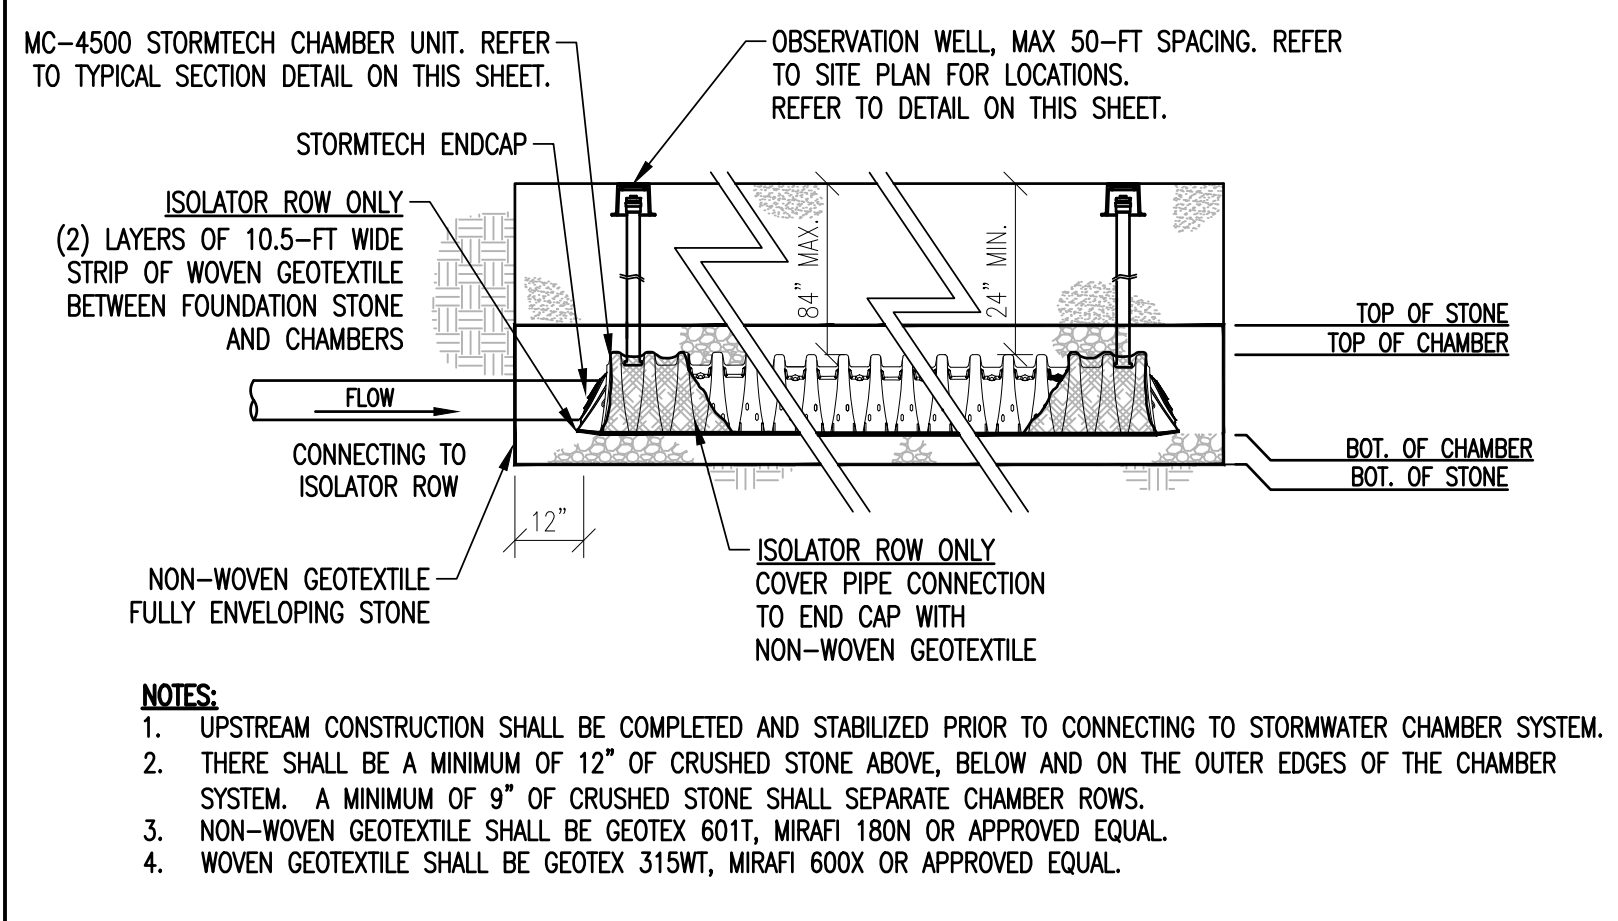 MC-4500 STORMTECH CHAMBER UNIT. REFER
TO TYPICAL SECTION DETAIL ON THIS SHEET.
OBSERVATION WELL, MAX 50-FT SPACING. REFER
TO SITE PLAN FOR LOCATIONS.
REFER TO DETAIL ON THIS SHEET.
STORMTECH ENDCAP
ISOLATOR ROW ONLY
(2) LAYERS OF 10.5-FT WIDE
STRIP OF WOVEN GEOTEXTILE
BETWEEN FOUNDATION STONE
AND CHAMBERS
84" MAX.
24" MIN.
TOP OF STONE
TOP OF CHAMBER
FLOW
CONNECTING TO
ISOLATOR ROW
BOT. OF CHAMBER
BOT. OF STONE
12"
NON-WOVEN GEOTEXTILE
FULLY ENVELOPING STONE
ISOLATOR ROW ONLY
COVER PIPE CONNECTION
TO END CAP WITH
NON-WOVEN GEOTEXTILE
NOTES:
1. UPSTREAM CONSTRUCTION SHALL BE COMPLETED AND STABILIZED PRIOR TO CONNECTING TO STORMWATER CHAMBER SYSTEM.
2. THERE SHALL BE A MINIMUM OF 12" OF CRUSHED STONE ABOVE, BELOW AND ON THE OUTER EDGES OF THE CHAMBER
SYSTEM. A MINIMUM OF 9" OF CRUSHED STONE SHALL SEPARATE CHAMBER ROWS.
3. NON-WOVEN GEOTEXTILE SHALL BE GEOTEX 601T, MIRAFI 180N OR APPROVED EQUAL.
4. WOVEN GEOTEXTILE SHALL BE GEOTEX 315WT, MIRAFI 600X OR APPROVED EQUAL.